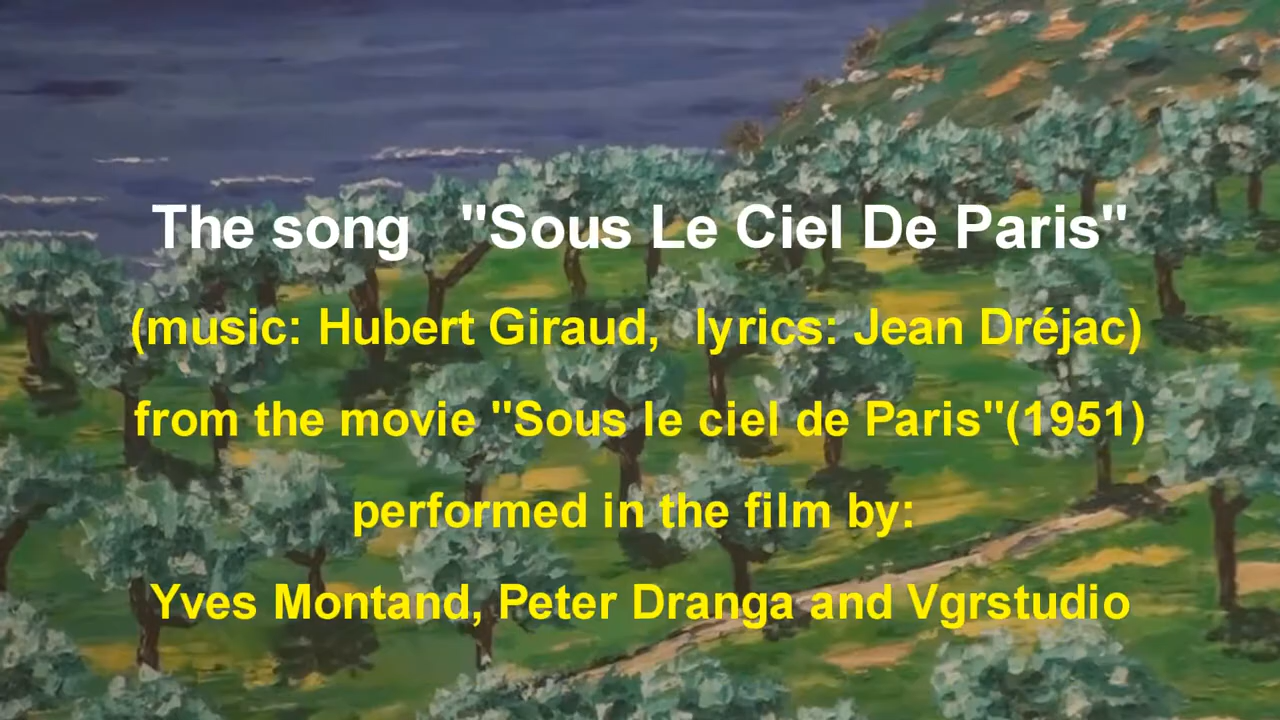 The song "Sous Le Ciel De Paris"
(music: Hubert Giraud, lyrics: Jean Dréjac)
from the movie "Sous le ciel de Paris"(1951)
performed in the film by:
Yves Montand, Peter Dranga and Vgrstudio